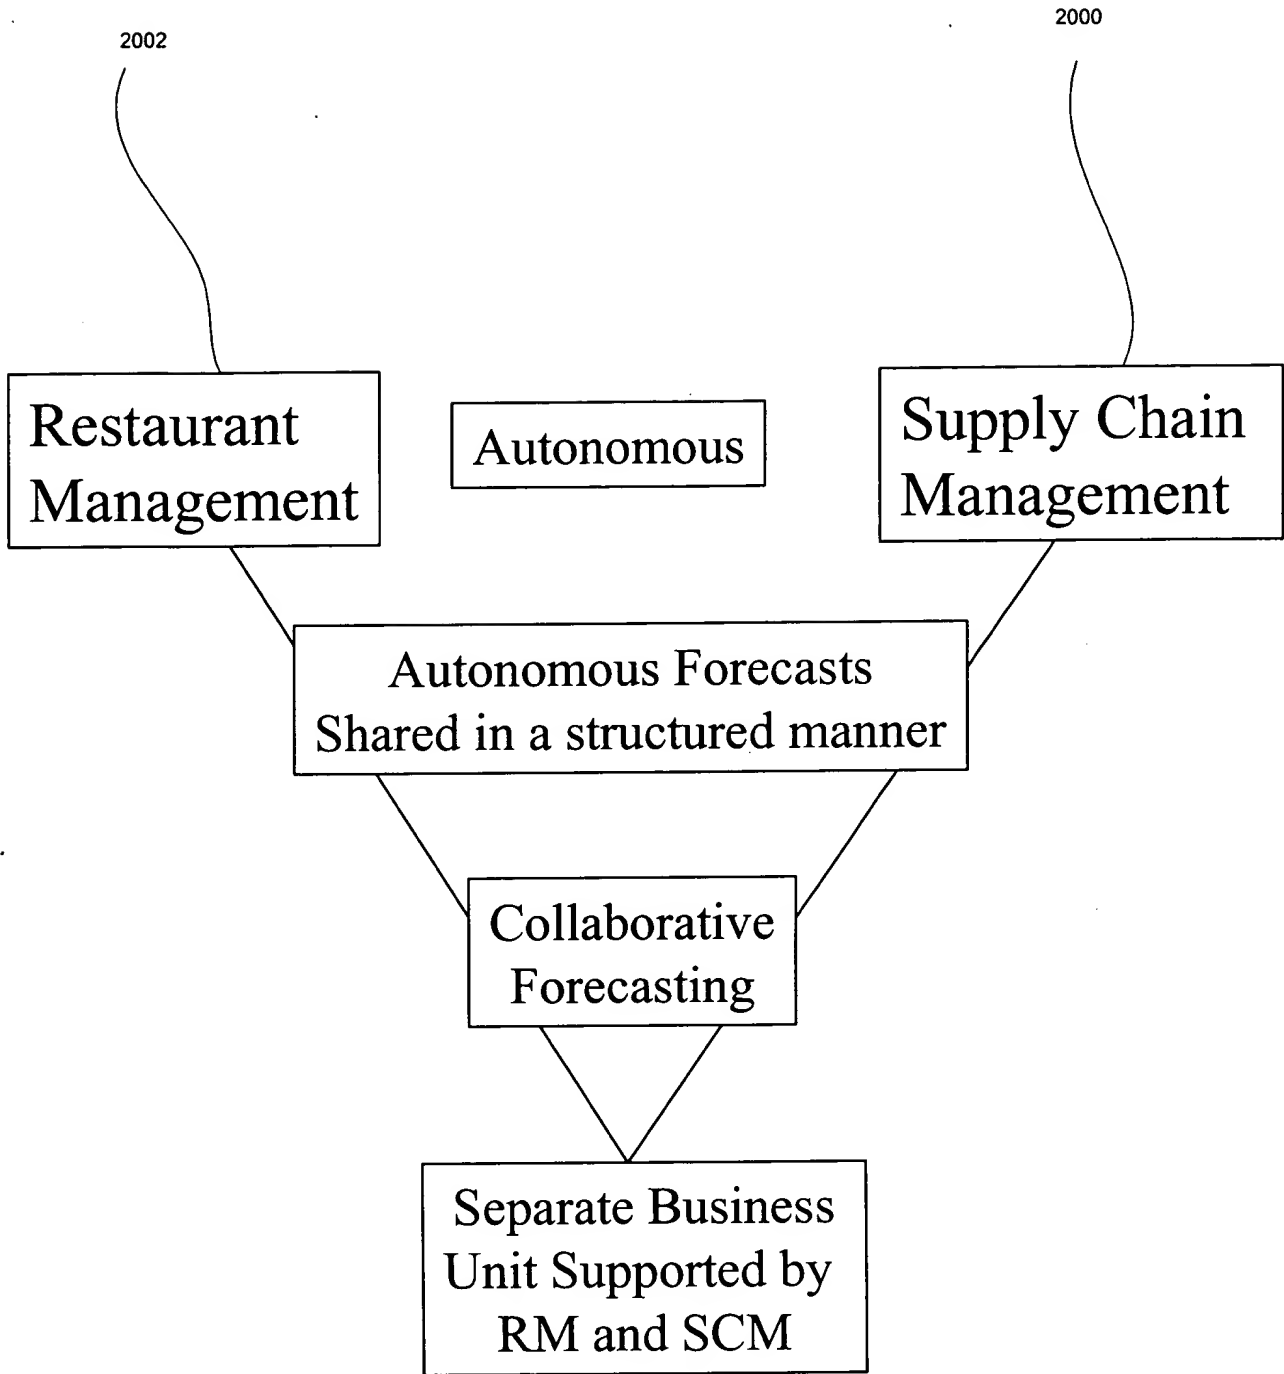 2002
2000
Restaurant
Management
Autonomous
Supply Chain
Management
Autonomous Forecasts
Shared in a structured manner
Collaborative
Forecasting
Separate Business
Unit Supported by
RM and SCM